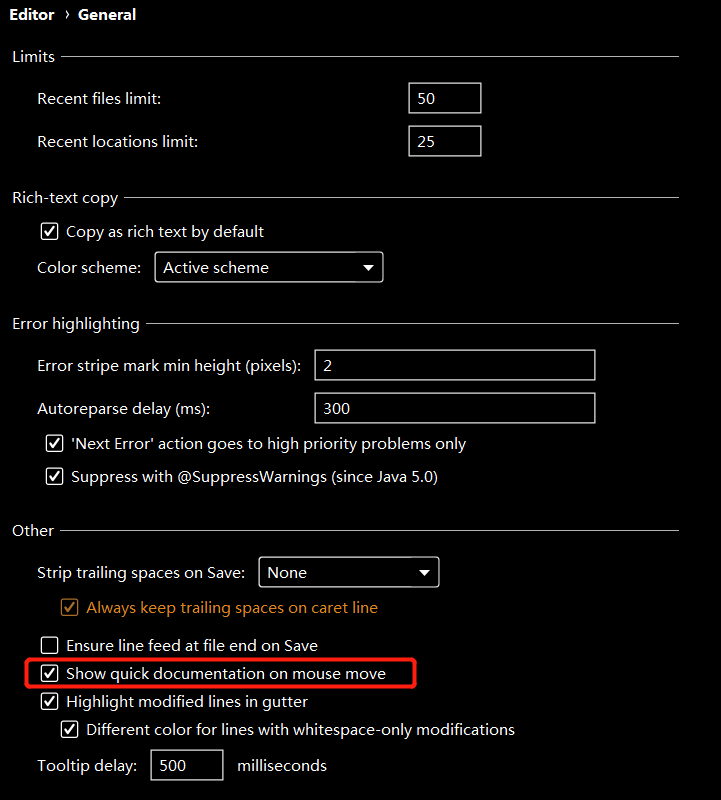 Editor › General
Limits
Recent files limit: 50
Recent locations limit: 25
Rich-text copy
Copy as rich text by default
Color scheme: Active scheme
Error highlighting
Error stripe mark min height (pixels): 2
Autoreparse delay (ms): 300
'Next Error' action goes to high priority problems only
Suppress with @SuppressWarnings (since Java 5.0)
Other
Strip trailing spaces on Save: None
Always keep trailing spaces on caret line
Ensure line feed at file end on Save
Show quick documentation on mouse move
Highlight modified lines in gutter
Different color for lines with whitespace-only modifications
Tooltip delay: 500 milliseconds